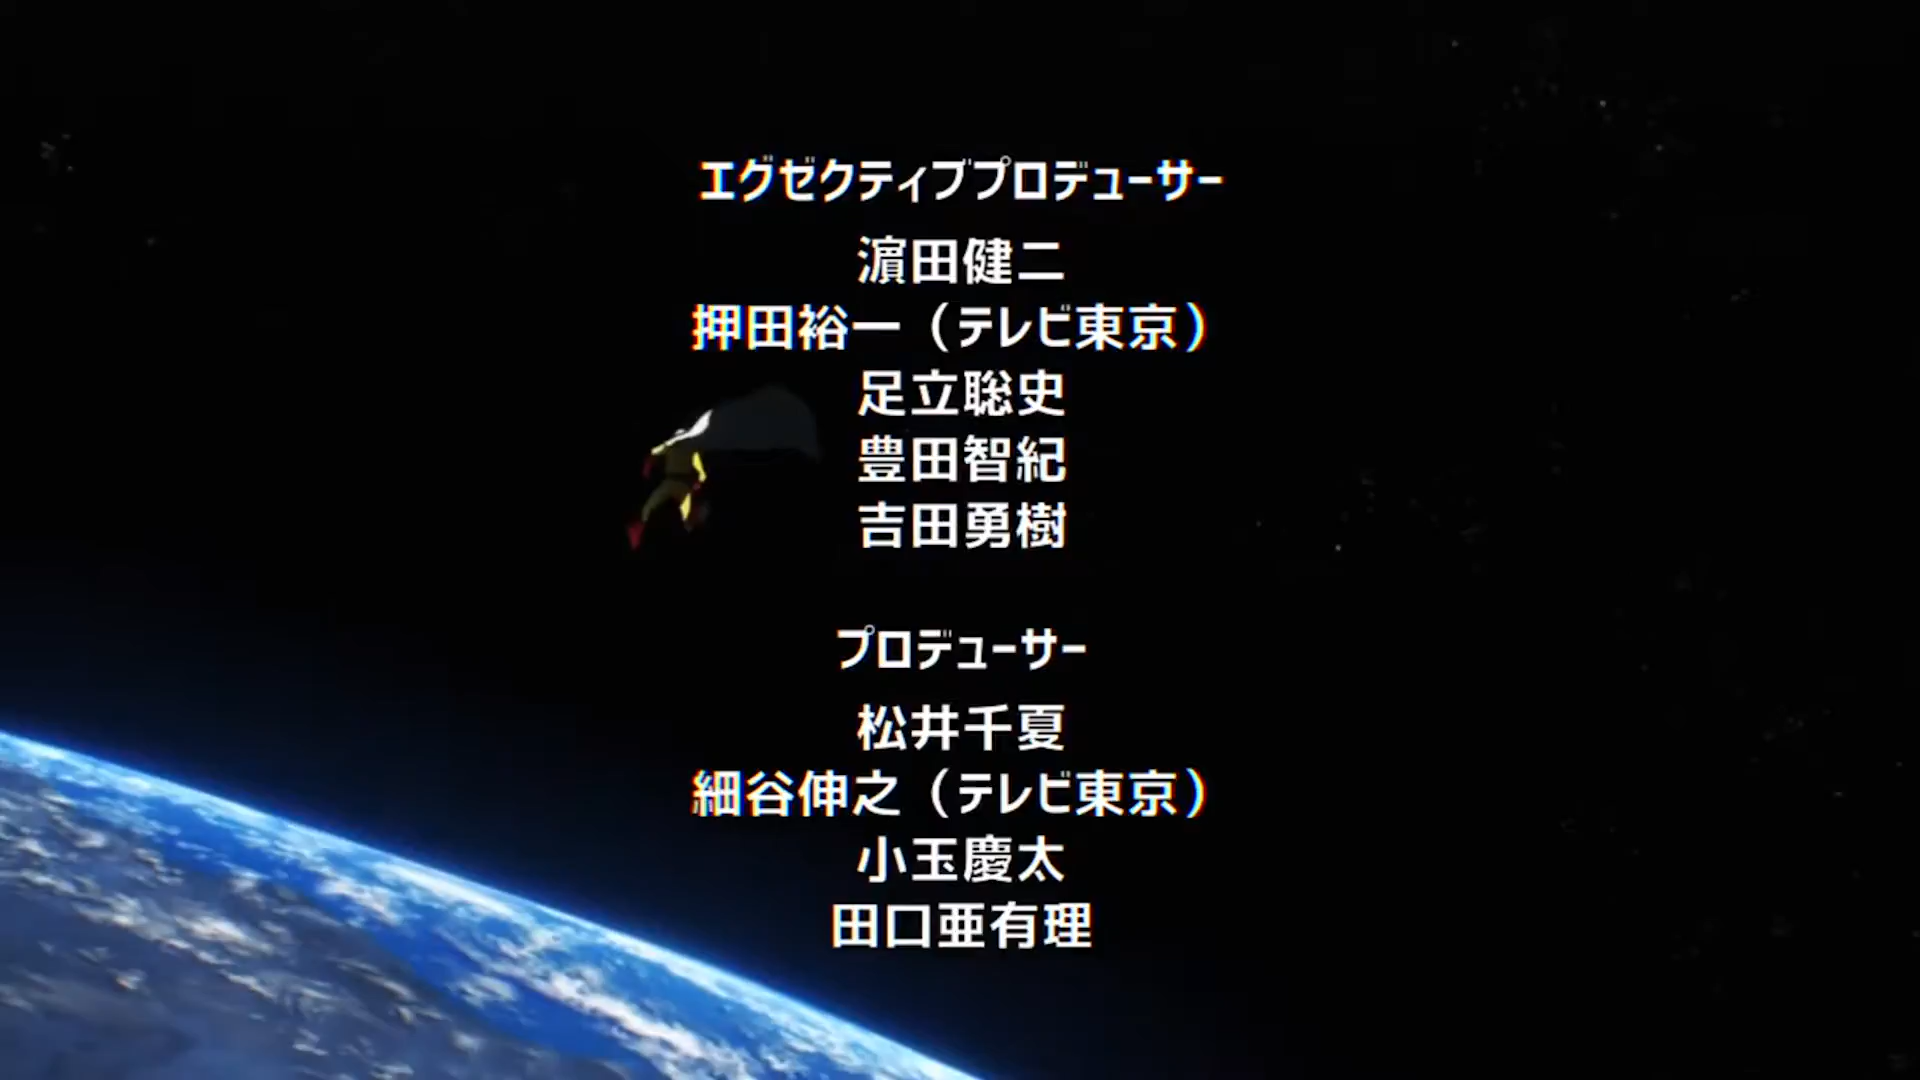 エグゼクティブプロデューサー
濵田健二
押田裕一（テレビ東京）
足立聡史
豊田智紀
吉田勇樹
プロデューサー
松井千夏
細谷伸之（テレビ東京）
小玉慶太
田口亜有理